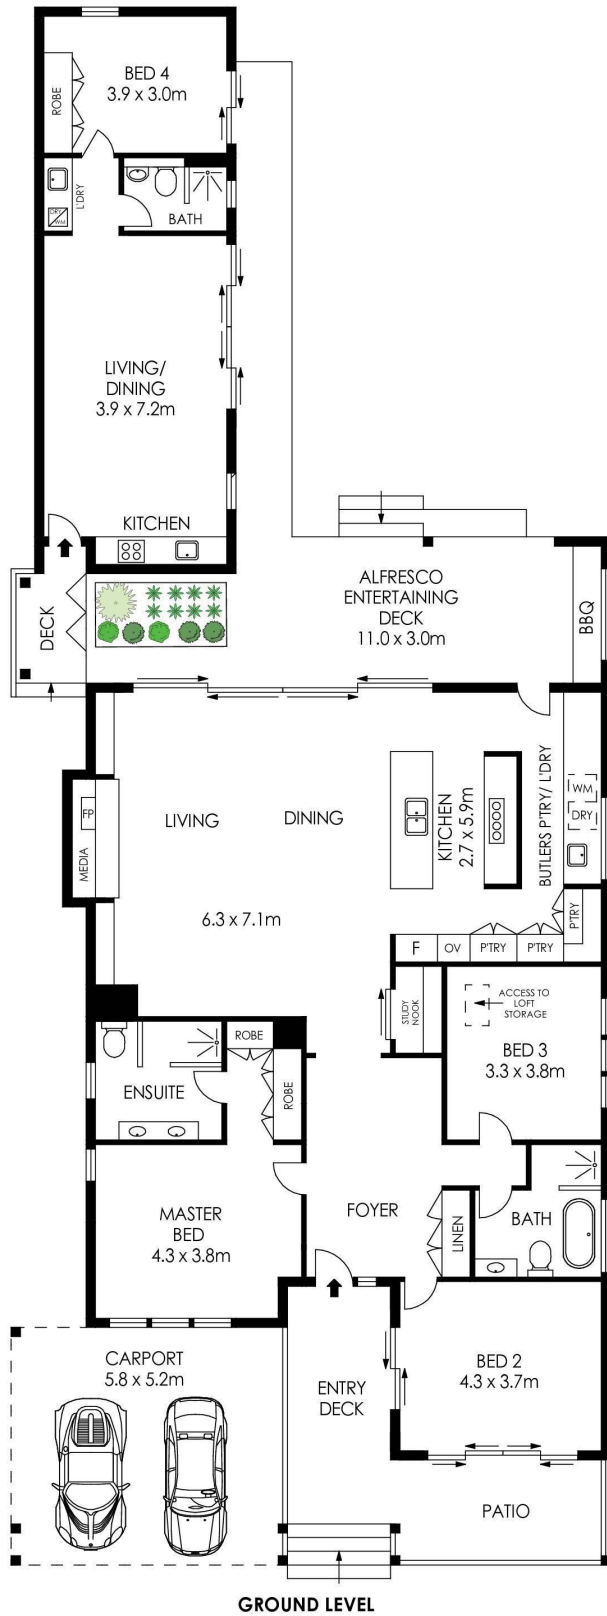 BED 4
3.9 x 3.0m
ROBE
L'DRY
DRY
WM
BATH
LIVING/
DINING
3.9 x 7.2m
KITCHEN
DECK
ALFRESCO
ENTERTAINING
DECK
11.0 x 3.0m
BBQ
FP
MEDIA
LIVING
DINING
6.3 x 7.1m
KITCHEN
2.7 x 5.9m
BUTLERS P'TRY/ L'DRY
WM
DRY
P'TRY
F
OV
P'TRY
P'TRY
STUDY
NOOK
ACCESS TO
LOFT
STORAGE
BED 3
3.3 x 3.8m
ROBE
ROBE
ENSUITE
MASTER
BED
4.3 x 3.8m
FOYER
LINEN
BATH
CARPORT
5.8 x 5.2m
ENTRY
DECK
BED 2
4.3 x 3.7m
PATIO
GROUND LEVEL